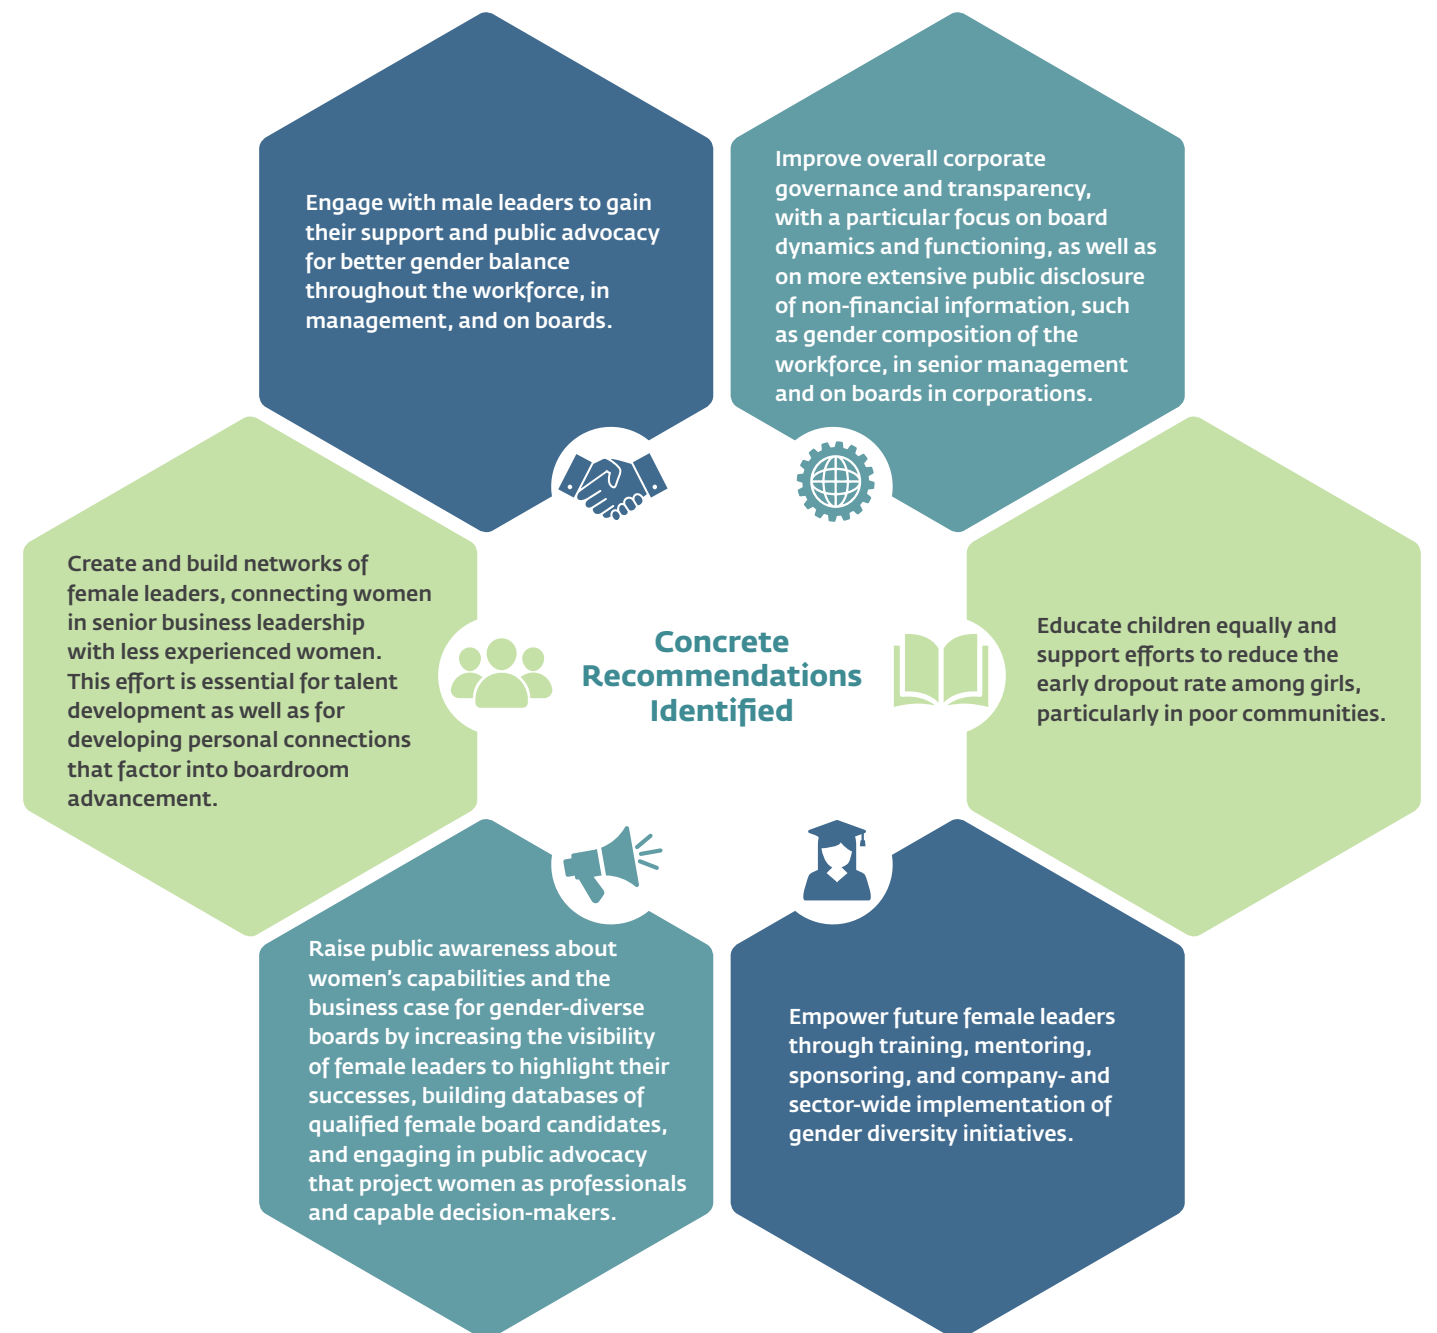 Engage with male leaders to gain
their support and public advocacy
for better gender balance
throughout the workforce, in
management, and on boards.
Improve overall corporate
governance and transparency,
with a particular focus on board
dynamics and functioning, as well as
on more extensive public disclosure
of non-financial information, such
as gender composition of the
workforce, in senior management
and on boards in corporations.
Create and build networks of
female leaders, connecting women
in senior business leadership
with less experienced women.
This effort is essential for talent
development as well as for
developing personal connections
that factor into boardroom
advancement.
Concrete
Recommendations
Identified
Educate children equally and
support efforts to reduce the
early dropout rate among girls,
particularly in poor communities.
Raise public awareness about
women’s capabilities and the
business case for gender-diverse
boards by increasing the visibility
of female leaders to highlight their
successes, building databases of
qualified female board candidates,
and engaging in public advocacy
that project women as professionals
and capable decision-makers.
Empower future female leaders
through training, mentoring,
sponsoring, and company- and
sector-wide implementation of
gender diversity initiatives.